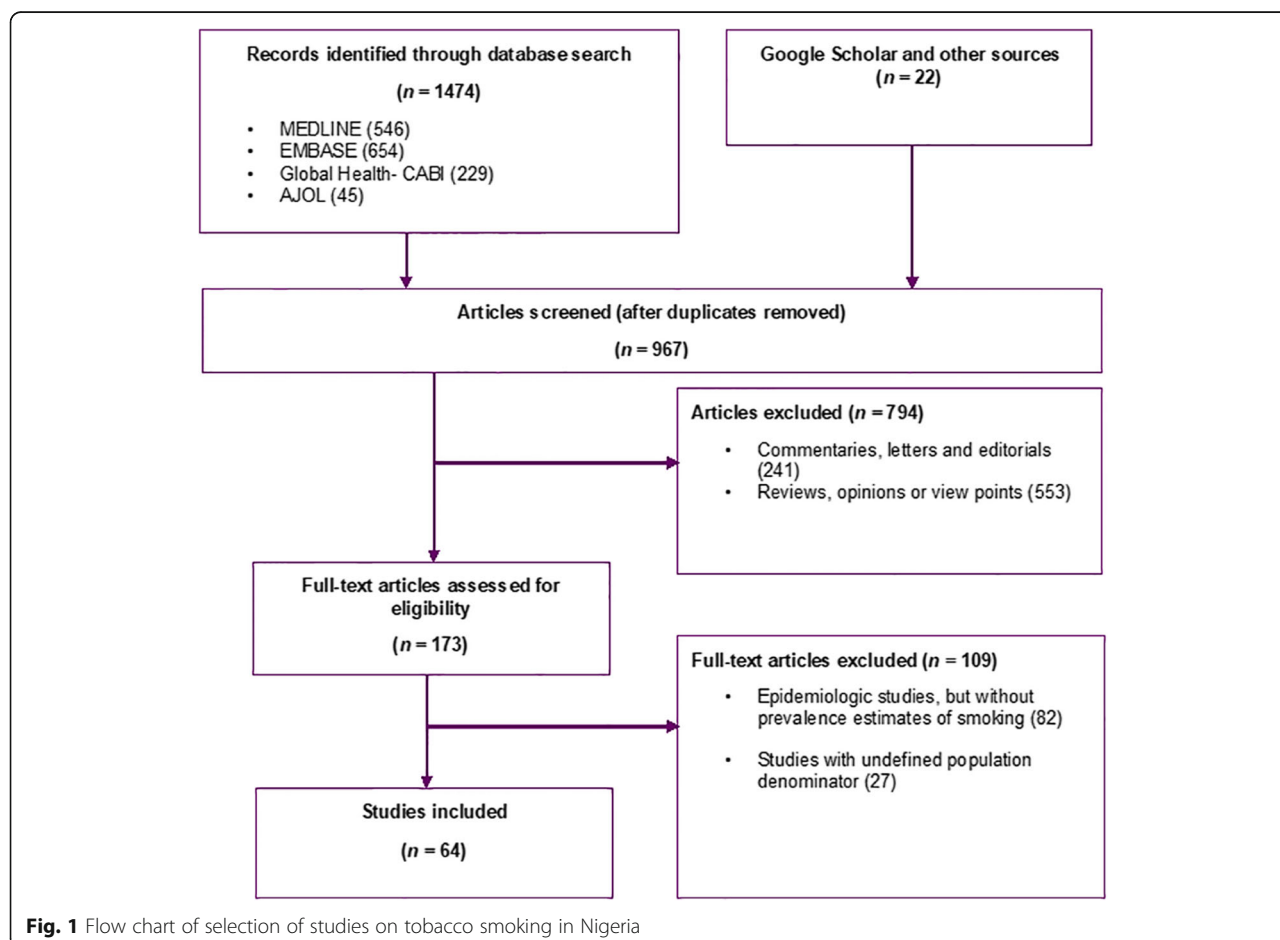 Records identified through database search
(n = 1474)
• MEDLINE (546)
• EMBASE (654)
• Global Health- CABI (229)
• AJOL (45)
Google Scholar and other sources
(n = 22)
Articles screened (after duplicates removed)
(n = 967)
Articles excluded (n = 794)
• Commentaries, letters and editorials
(241)
• Reviews, opinions or view points (553)
Full-text articles assessed for
eligibility
(n = 173)
Full-text articles excluded (n = 109)
• Epidemiologic studies, but without
prevalence estimates of smoking (82)
• Studies with undefined population
denominator (27)
Studies included
(n = 64)
Fig. 1 Flow chart of selection of studies on tobacco smoking in Nigeria